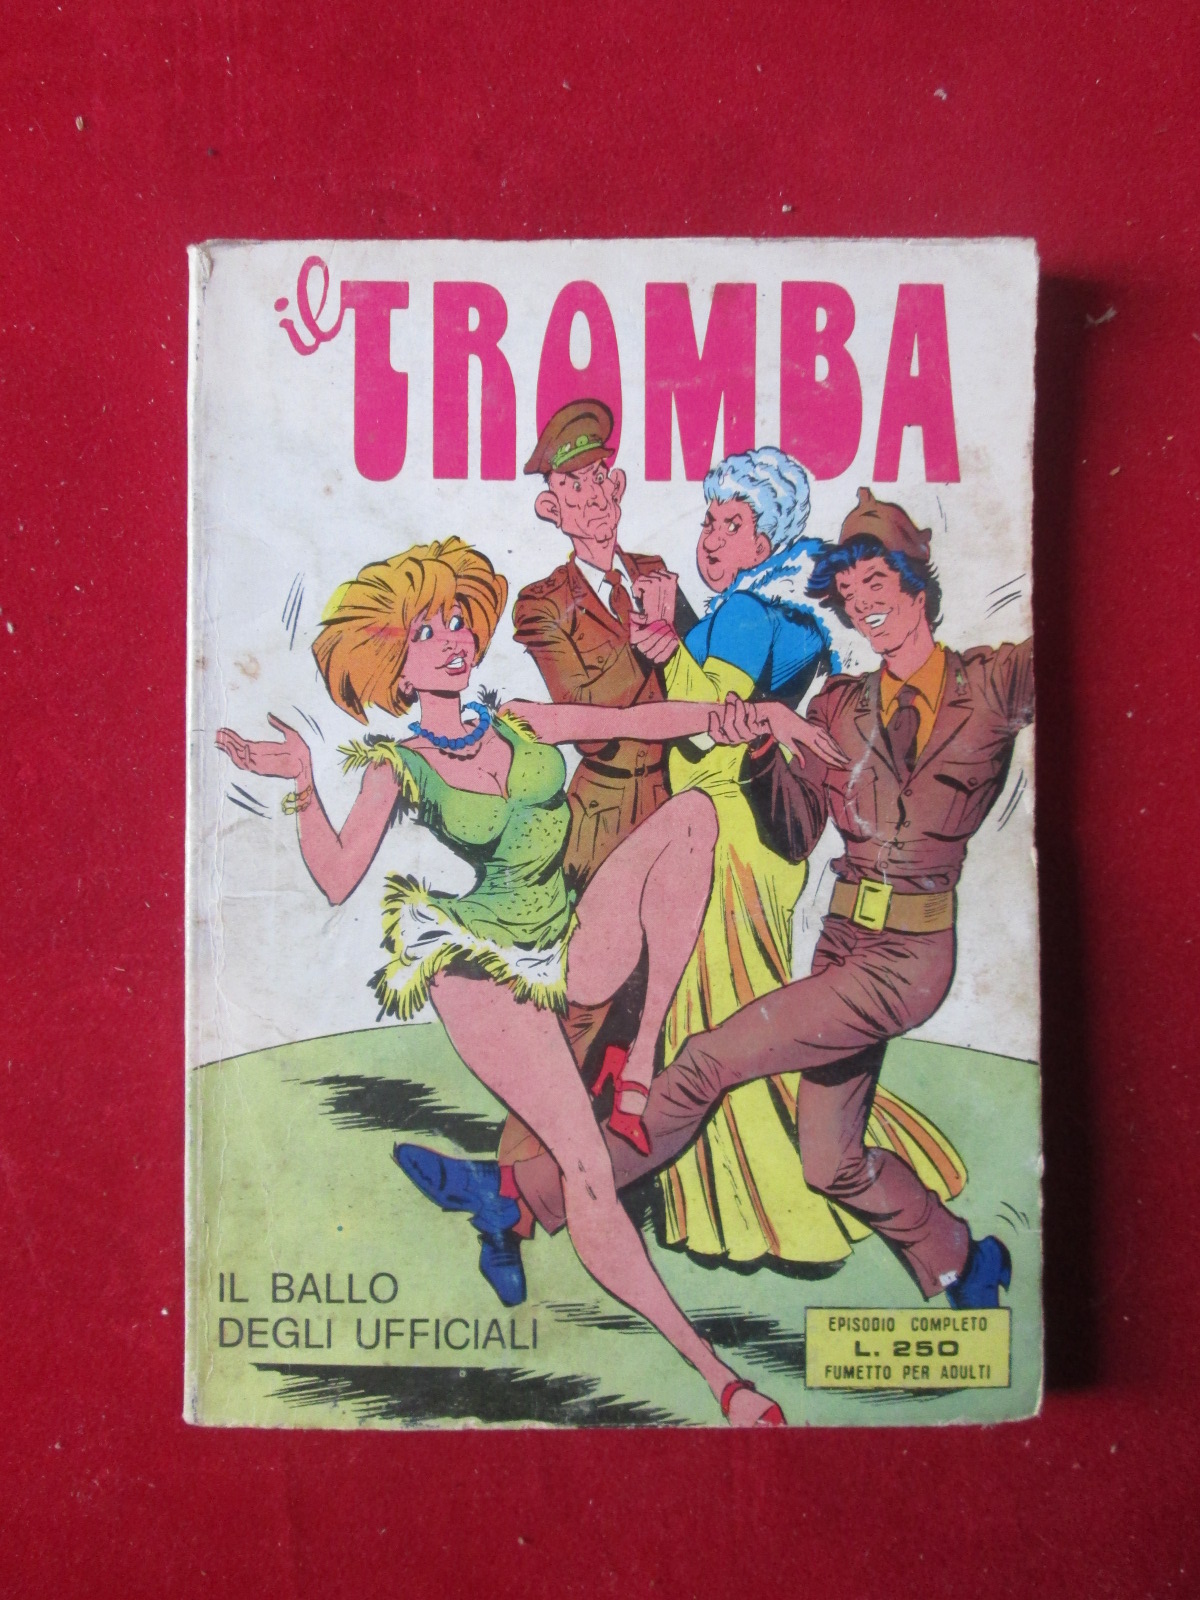 il TROMBA
IL BALLO
DEGLI UFFICIALI
EPISODIO COMPLETO
L. 250
FUMETTO PER ADULTI